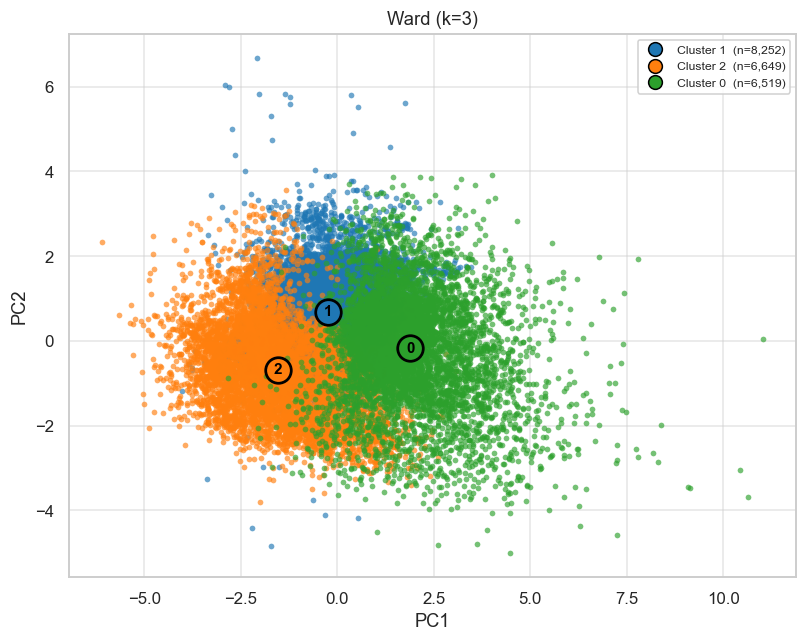 Ward (k=3)
Cluster 1 (n=8,252)
Cluster 2 (n=6,649)
Cluster 0 (n=6,519)
PC2
6
4
2
0
−2
−4
1
0
2
−5.0 −2.5 0.0 2.5 5.0 7.5 10.0
PC1